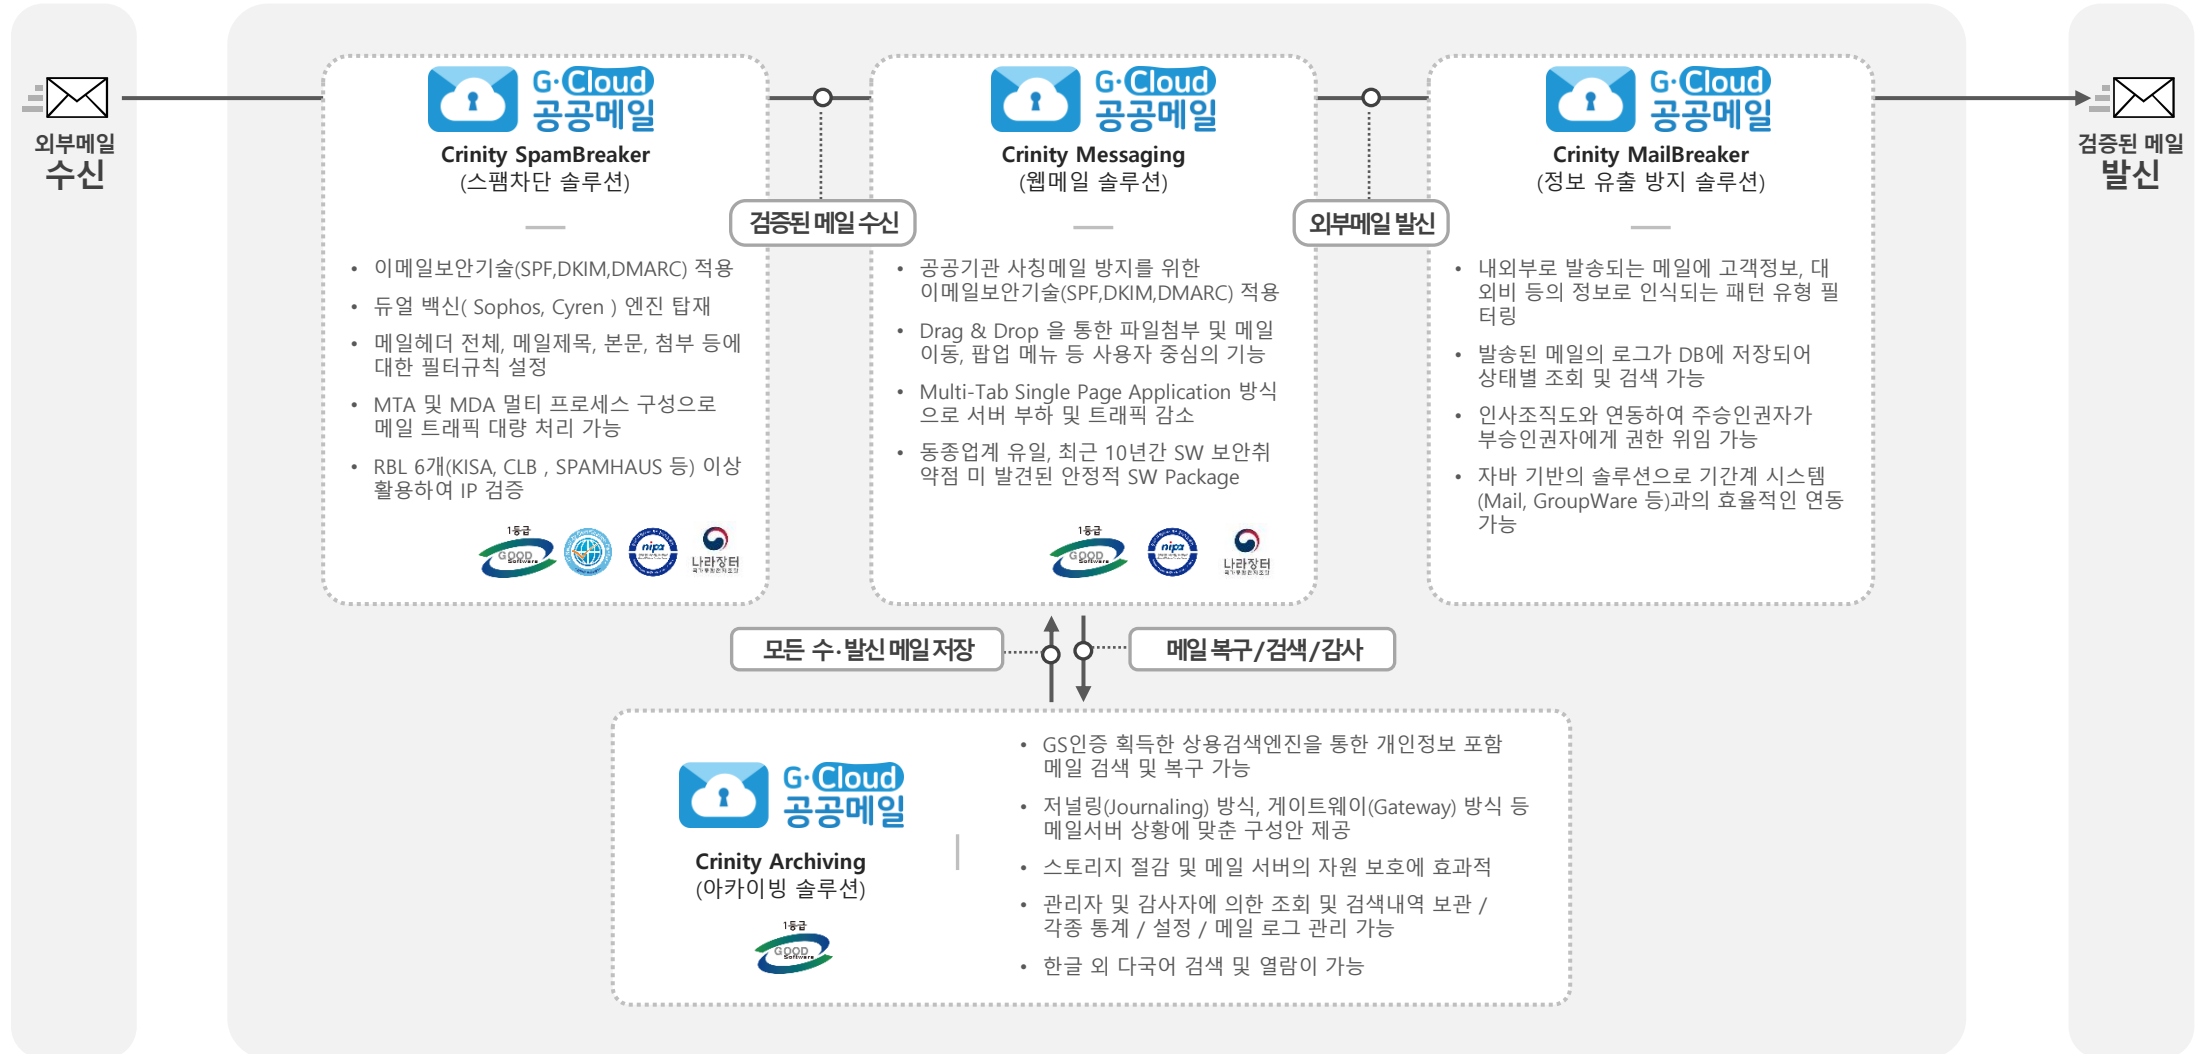 외부메일
수신
G·Cloud
공공메일
Crinity SpamBreaker
(스팸차단 솔루션)
• 이메일보안기술(SPF,DKIM,DMARC) 적용
• 듀얼 백신( Sophos, Cyren ) 엔진 탑재
• 메일헤더 전체, 메일제목, 본문, 첨부 등에
대한 필터규칙 설정
• MTA 및 MDA 멀티 프로세스 구성으로
메일 트래픽 대량 처리 가능
• RBL 6개(KISA, CLB , SPAMHAUS 등) 이상
활용하여 IP 검증
1등급
GOOD
Software
nipa
나라장터
국가종합전자조달
검증된 메일 수신
G·Cloud
공공메일
Crinity Messaging
(웹메일 솔루션)
• 공공기관 사칭메일 방지를 위한
이메일보안기술(SPF,DKIM,DMARC) 적용
• Drag & Drop 을 통한 파일첨부 및 메일
이동, 팝업 메뉴 등 사용자 중심의 기능
• Multi-Tab Single Page Application 방식
으로 서버 부하 및 트래픽 감소
• 동종업계 유일, 최근 10년간 SW 보안취
약점 미 발견된 안정적 SW Package
1등급
GOOD
Software
nipa
나라장터
국가종합전자조달
외부메일 발신
G·Cloud
공공메일
Crinity MailBreaker
(정보 유출 방지 솔루션)
• 내외부로 발송되는 메일에 고객정보, 대
외비 등의 정보로 인식되는 패턴 유형 필
터링
• 발송된 메일의 로그가 DB에 저장되어
상태별 조회 및 검색 가능
• 인사조직도와 연동하여 주승인권자가
부승인권자에게 권한 위임 가능
• 자바 기반의 솔루션으로 기간계 시스템
(Mail, GroupWare 등)과의 효율적인 연동
가능
검증된 메일
발신
모든 수·발신 메일 저장
메일 복구/검색/감사
G·Cloud
공공메일
Crinity Archiving
(아카이빙 솔루션)
1등급
GOOD
Software
• GS인증 획득한 상용검색엔진을 통한 개인정보 포함
메일 검색 및 복구 가능
• 저널링(Journaling) 방식, 게이트웨이(Gateway) 방식 등
메일서버 상황에 맞춘 구성안 제공
• 스토리지 절감 및 메일 서버의 자원 보호에 효과적
• 관리자 및 감사자에 의한 조회 및 검색내역 보관 /
각종 통계 / 설정 / 메일 로그 관리 가능
• 한글 외 다국어 검색 및 열람이 가능